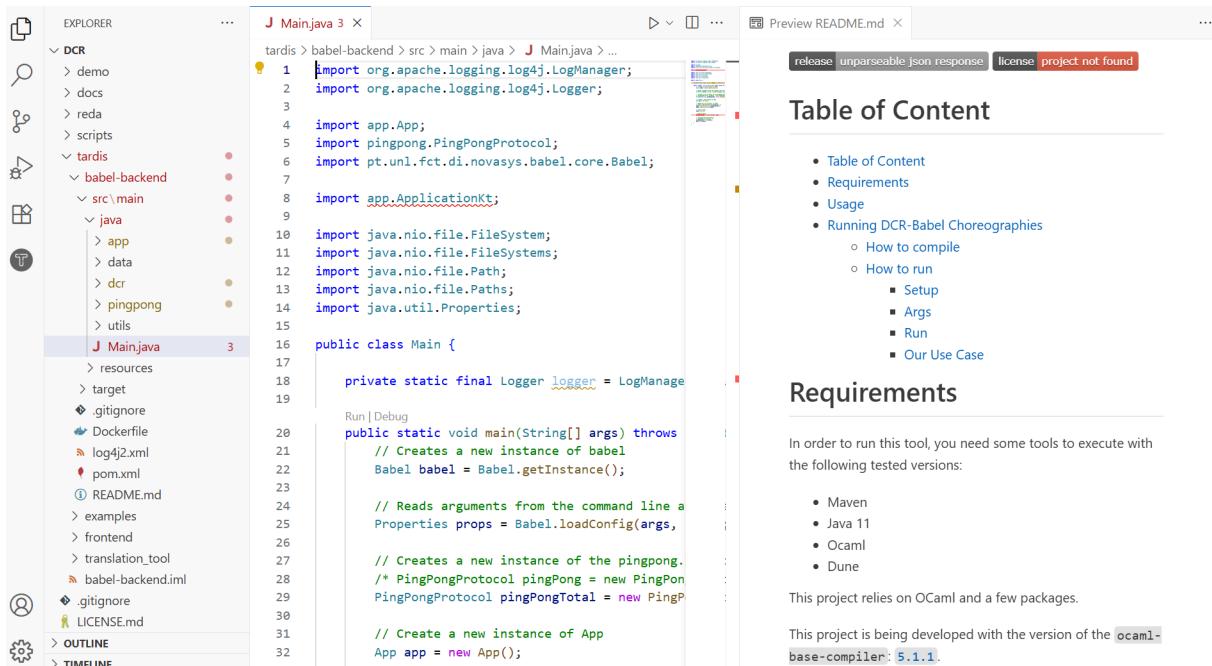 EXPLORER
DCR
demo
docs
reda
scripts
tardis
babel-backend
src\main
java
app
data
dcr
pingpong
utils
J Main.java 3
resources
target
.gitignore
Dockerfile
log4j2.xml
pom.xml
README.md
examples
frontend
translation_tool
babel-backend.iml
.gitignore
LICENSE.md
OUTLINE
TIMELINE
J Main.java 3
tardis > babel-backend > src > main > java > J Main.java > ...
1 import org.apache.logging.log4j.LogManager;
2 import org.apache.logging.log4j.Logger;
3
4 import app.App;
5 import pingpong.PingPongProtocol;
6 import pt.unl.fct.di.novasys.babel.core.Babel;
7
8 import app.ApplicationKt;
9
10 import java.nio.file.FileSystem;
11 import java.nio.file.FileSystems;
12 import java.nio.file.Path;
13 import java.nio.file.Paths;
14 import java.util.Properties;
15
16 public class Main {
17
18 private static final Logger logger = LogManage
19
Run | Debug
20 public static void main(String[] args) throws
21 // Creates a new instance of babel
22 Babel babel = Babel.getInstance();
23
24 // Reads arguments from the command line a
25 Properties props = Babel.loadConfig(args,
26
27 // Creates a new instance of the pingpong.
28 /* PingPongProtocol pingPong = new PingPon
29 PingPongProtocol pingPongTotal = new PingP
30
31 // Create a new instance of App
32 App app = new App();
Preview README.md
release unparseable json response license project not found
Table of Content
Table of Content
Requirements
Usage
Running DCR-Babel Choreographies
How to compile
How to run
Setup
Args
Run
Our Use Case
Requirements
In order to run this tool, you need some tools to execute with
the following tested versions:
Maven
Java 11
Ocaml
Dune
This project relies on OCaml and a few packages.
This project is being developed with the version of the ocaml-
base-compiler: 5.1.1.